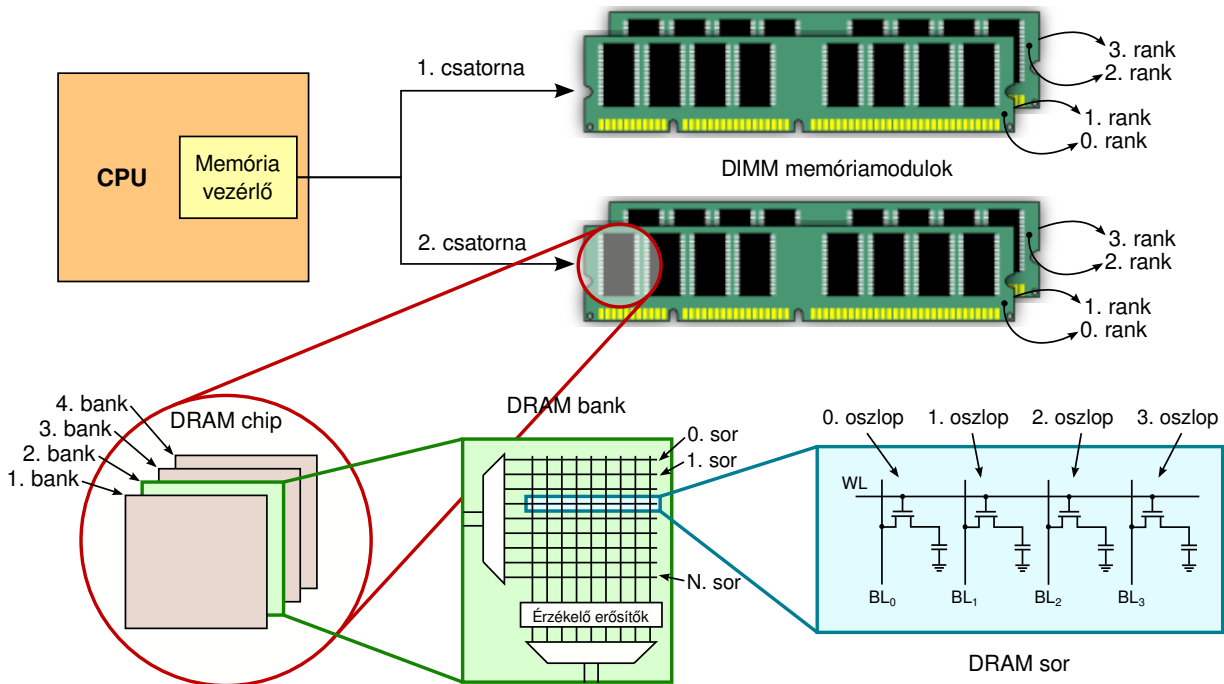 1. csatorna
3. rank
2. rank
1. rank
0. rank
CPU
Memória
vezérlő
DIMM memóriamodulok
2. csatorna
3. rank
2. rank
1. rank
0. rank
4. bank
3. bank
2. bank
1. bank
DRAM chip
DRAM bank
0. sor
1. sor
N. sor
Érzékelő erősítők
0. oszlop
1. oszlop
2. oszlop
3. oszlop
WL
BL0
BL1
BL2
BL3
DRAM sor